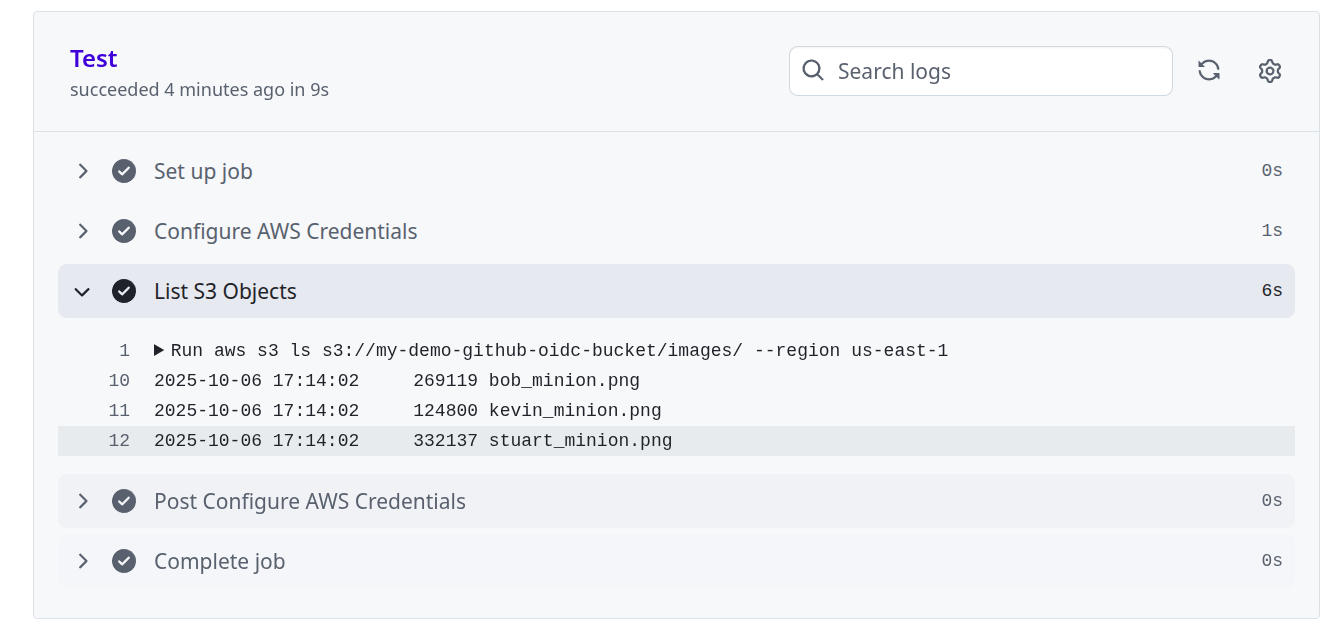 Test
succeeded 4 minutes ago in 9s
Search logs
Set up job 0s
Configure AWS Credentials 1s
List S3 Objects 6s
1 Run aws s3 ls s3://my-demo-github-oidc-bucket/images/ --region us-east-1
10 2025-10-06 17:14:02     269119 bob_minion.png
11 2025-10-06 17:14:02     124800 kevin_minion.png
12 2025-10-06 17:14:02     332137 stuart_minion.png
Post Configure AWS Credentials 0s
Complete job 0s